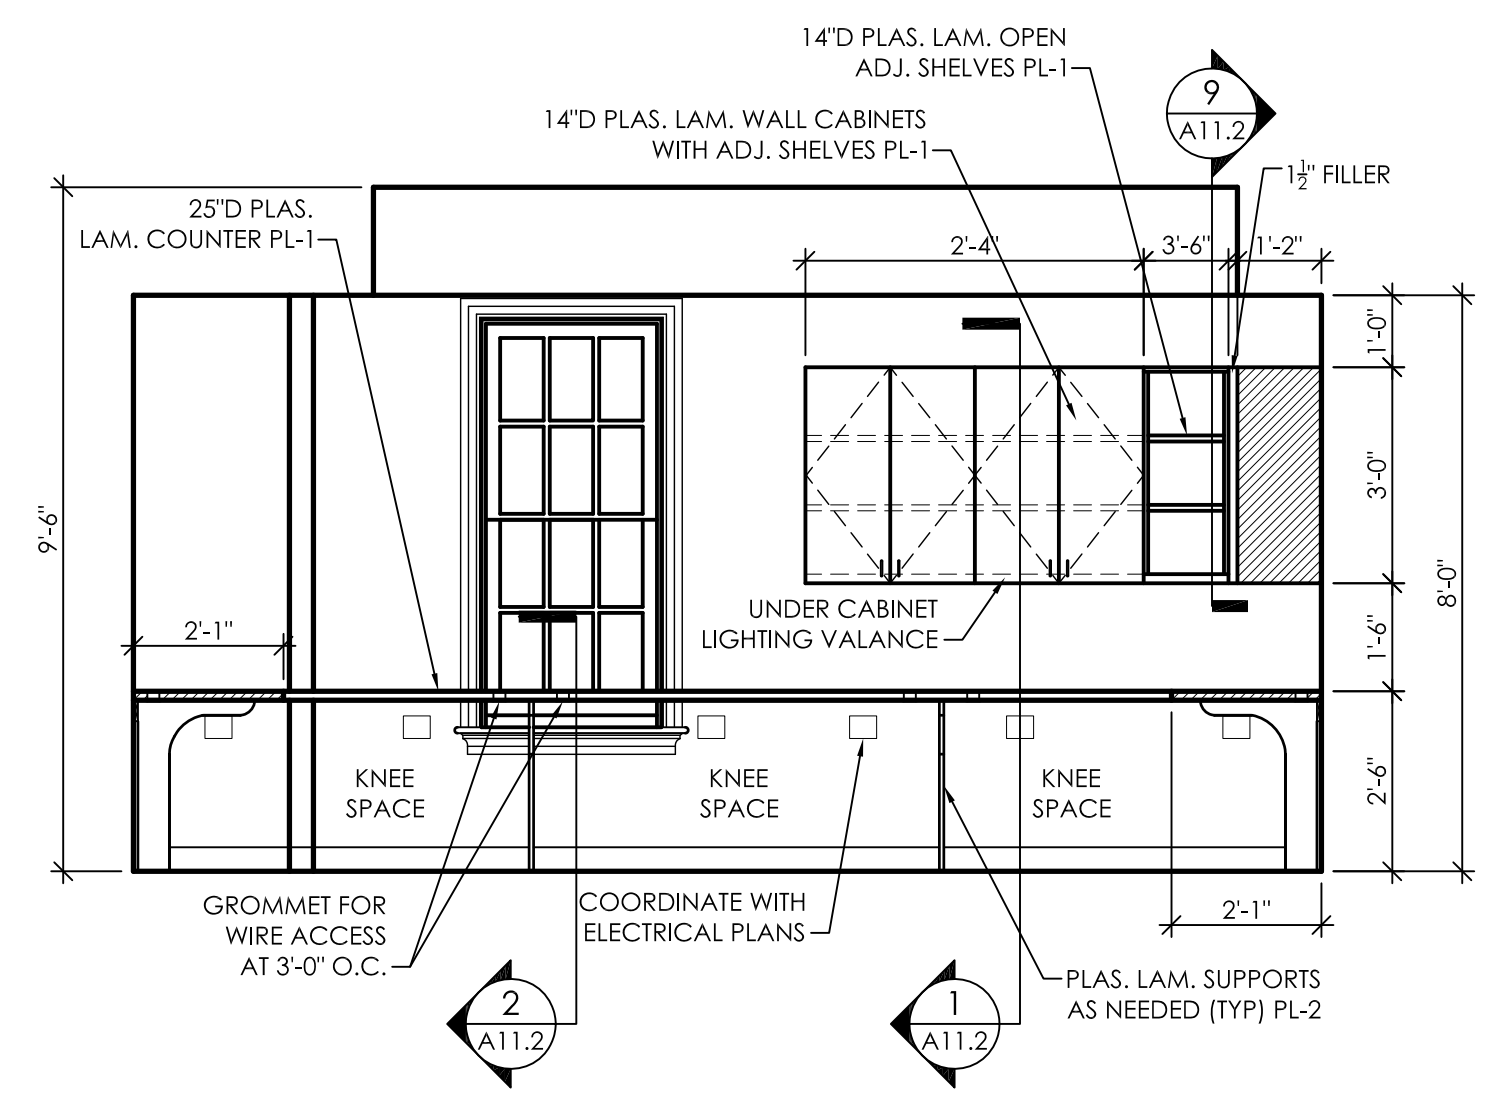 14"D PLAS. LAM. OPEN
ADJ. SHELVES PL-1
9
A11.2
14"D PLAS. LAM. WALL CABINETS
WITH ADJ. SHELVES PL-1
1½" FILLER
25"D PLAS.
LAM. COUNTER PL-1
2'-4"
3'-6"
1'-2"
1'-0"
9'-6"
3'-0"
8'-0"
UNDER CABINET
LIGHTING VALANCE
2'-1"
1'-6"
KNEE
SPACE
KNEE
SPACE
KNEE
SPACE
2'-6"
GROMMET FOR
WIRE ACCESS
AT 3'-0" O.C.
COORDINATE WITH
ELECTRICAL PLANS
2'-1"
PLAS. LAM. SUPPORTS
AS NEEDED (TYP) PL-2
2
A11.2
1
A11.2